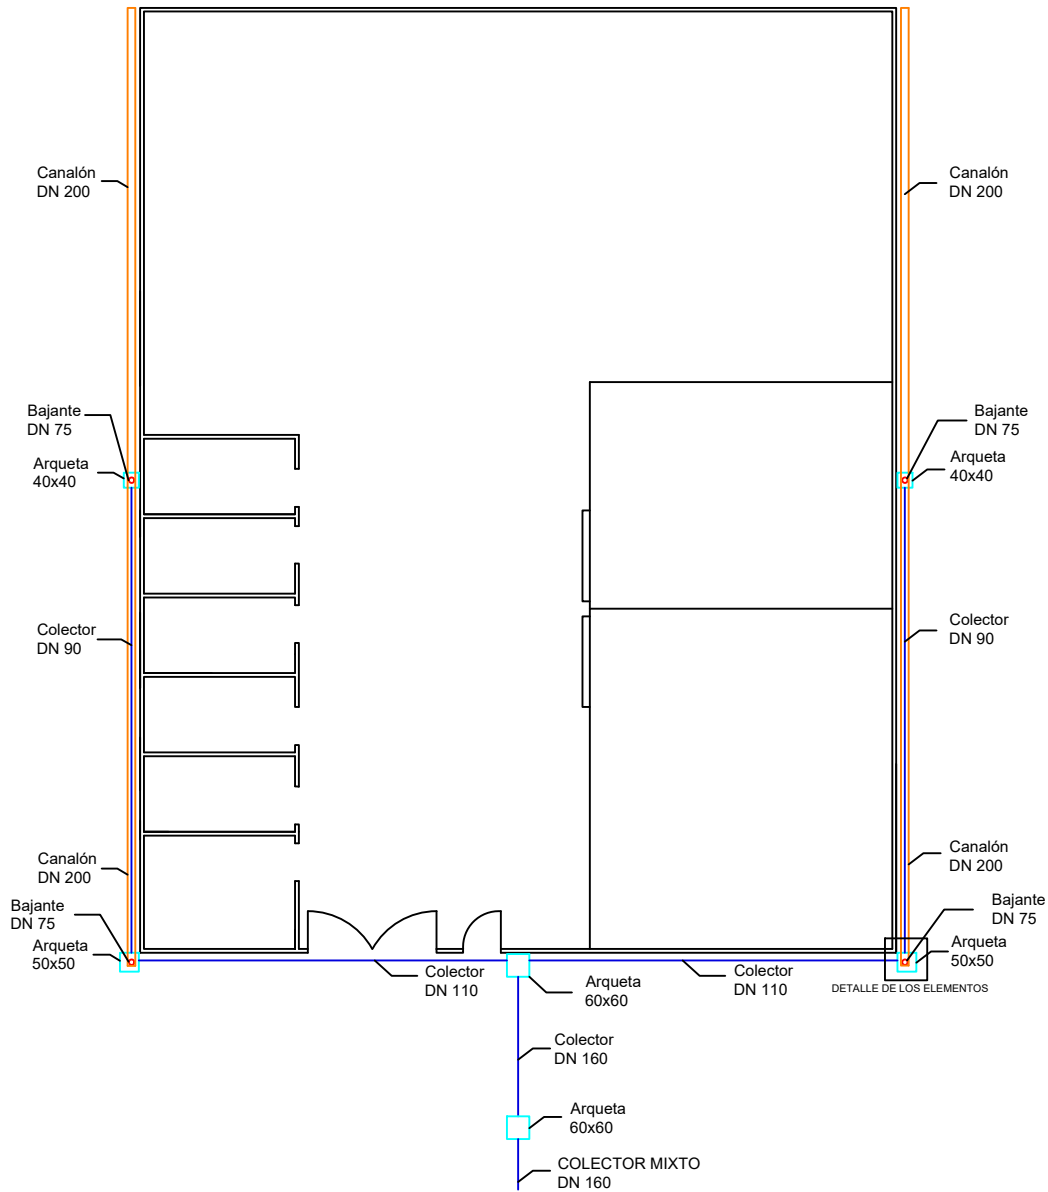 Canalón
DN 200
Canalón
DN 200
Bajante
DN 75
Bajante
DN 75
Arqueta
40x40
Arqueta
40x40
Colector
DN 90
Colector
DN 90
Canalón
DN 200
Canalón
DN 200
Bajante
DN 75
Bajante
DN 75
Arqueta
50x50
Arqueta
50x50
Colector
DN 110
Colector
DN 110
Arqueta
60x60
DETALLE DE LOS ELEMENTOS
Colector
DN 160
Arqueta
60x60
COLECTOR MIXTO
DN 160